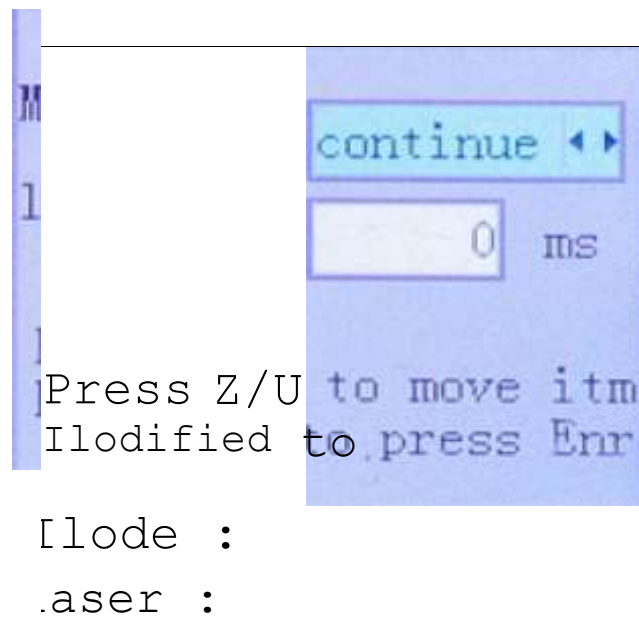 M
continue
l
0 ms
Press Z/U to move itm
Ilodified to press Enr
Ilode :
.aser :